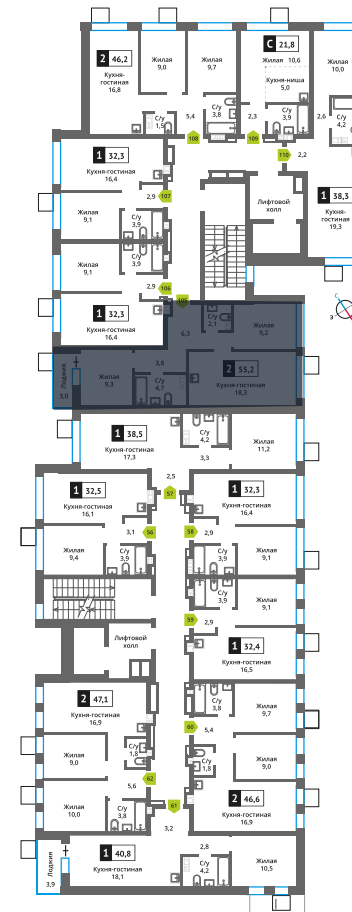 2 46,2
Кухня-
гостиная
16,8
Жилая
9,0
Жилая
9,7
С/у
1,5
5,4
С/у
3,8
108
С 21,8
Жилая 10,6
Кухня-ниша
5,0
2,3
С/у
3,9
109
Жилая
10,0
2,6
С/у
4,2
110
2,2
1 32,3
Кухня-гостиная
16,4
2,9
107
Жилая
9,1
С/у
3,9
Лифтовой
холл
1 38,3
Кухня-
гостиная
19,3
Жилая
9,1
С/у
3,9
2,9
106
1 32,3
Кухня-гостиная
16,4
105
6,3
С/у
2,1
Жилая
9,2
С
З
Лоджия
3,0
Жилая
9,3
3,8
С/у
4,7
2 55,2
Кухня-гостиная
18,3
1 38,5
Кухня-гостиная
17,3
С/у
4,2
3,3
Жилая
11,2
2,5
57
1 32,5
Кухня-гостиная
16,1
1 32,3
Кухня-гостиная
16,4
3,1
56
58
2,9
Жилая
9,4
С/у
3,9
С/у
3,9
Жилая
9,1
С/у
3,9
Жилая
9,1
59
2,9
Лифтовой
холл
1 32,4
Кухня-гостиная
16,5
2 47,1
Кухня-гостиная
16,9
С/у
3,8
Жилая
9,7
60
5,4
Жилая
9,0
С/у
1,8
С/у
1,8
Жилая
9,0
62
5,6
Жилая
10,0
С/у
3,8
61
2 46,6
Кухня-гостиная
16,9
3,2
1 40,8
Кухня-гостиная
18,1
Лоджия
3,9
2,8
С/у
4,2
Жилая
10,5